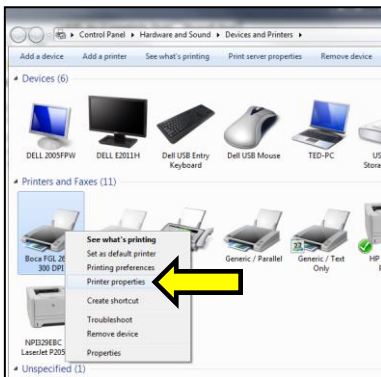 Control Panel ▸ Hardware and Sound ▸ Devices and Printers ▸
Add a device Add a printer See what's printing Print server properties Remove device
Devices (6)
DELL 2005FPW DELL E2011H Dell USB Entry Keyboard Dell USB Mouse TED-PC
Printers and Faxes (11)
Boca FGL 26
300 DPI
Generic / Parallel Generic / Text Only HP
See what's printing
Set as default printer
Printing preferences
Printer properties
Create shortcut
Troubleshoot
Remove device
Properties
NPI329EBC
LaserJet P205
Unspecified (1)